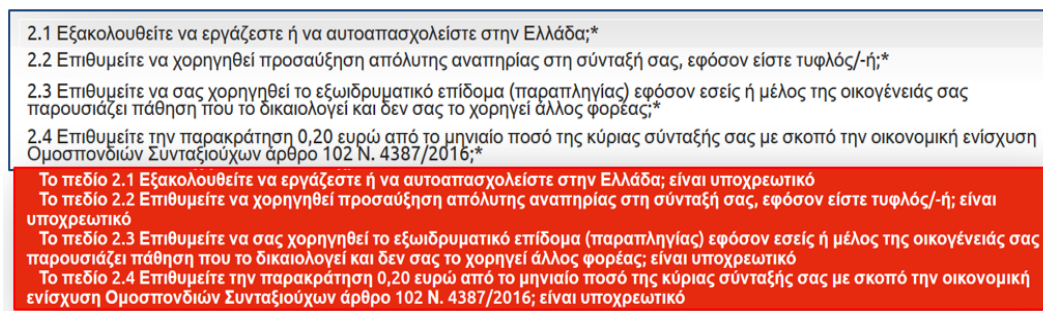 2.1 Εξακολουθείτε να εργάζεστε ή να αυτοαπασχολείστε στην Ελλάδα;*
2.2 Επιθυμείτε να χορηγηθεί προσαύξηση απόλυτης αναπηρίας στη σύνταξή σας, εφόσον είστε τυφλός/-ή;*
2.3 Επιθυμείτε να σας χορηγηθεί το εξωιδρυματικό επίδομα (παραπληγίας) εφόσον εσείς ή μέλος της οικογένειάς σας
παρουσιάζει πάθηση που το δικαιολογεί και δεν σας το χορηγεί άλλος φορέας;*
2.4 Επιθυμείτε την παρακράτηση 0,20 ευρώ από το μηνιαίο ποσό της κύριας σύνταξής σας με σκοπό την οικονομική ενίσχυση
Ομοσπονδιών Συνταξιούχων άρθρο 102 Ν. 4387/2016;*
Το πεδίο 2.1 Εξακολουθείτε να εργάζεστε ή να αυτοαπασχολείστε στην Ελλάδα; είναι υποχρεωτικό
Το πεδίο 2.2 Επιθυμείτε να χορηγηθεί προσαύξηση απόλυτης αναπηρίας στη σύνταξή σας, εφόσον είστε τυφλός/-ή; είναι
υποχρεωτικό
Το πεδίο 2.3 Επιθυμείτε να σας χορηγηθεί το εξωιδρυματικό επίδομα (παραπληγίας) εφόσον εσείς ή μέλος της οικογένειάς σας
παρουσιάζει πάθηση που το δικαιολογεί και δεν σας το χορηγεί άλλος φορέας; είναι υποχρεωτικό
Το πεδίο 2.4 Επιθυμείτε την παρακράτηση 0,20 ευρώ από το μηνιαίο ποσό της κύριας σύνταξής σας με σκοπό την οικονομική
ενίσχυση Ομοσπονδιών Συνταξιούχων άρθρο 102 Ν. 4387/2016; είναι υποχρεωτικό